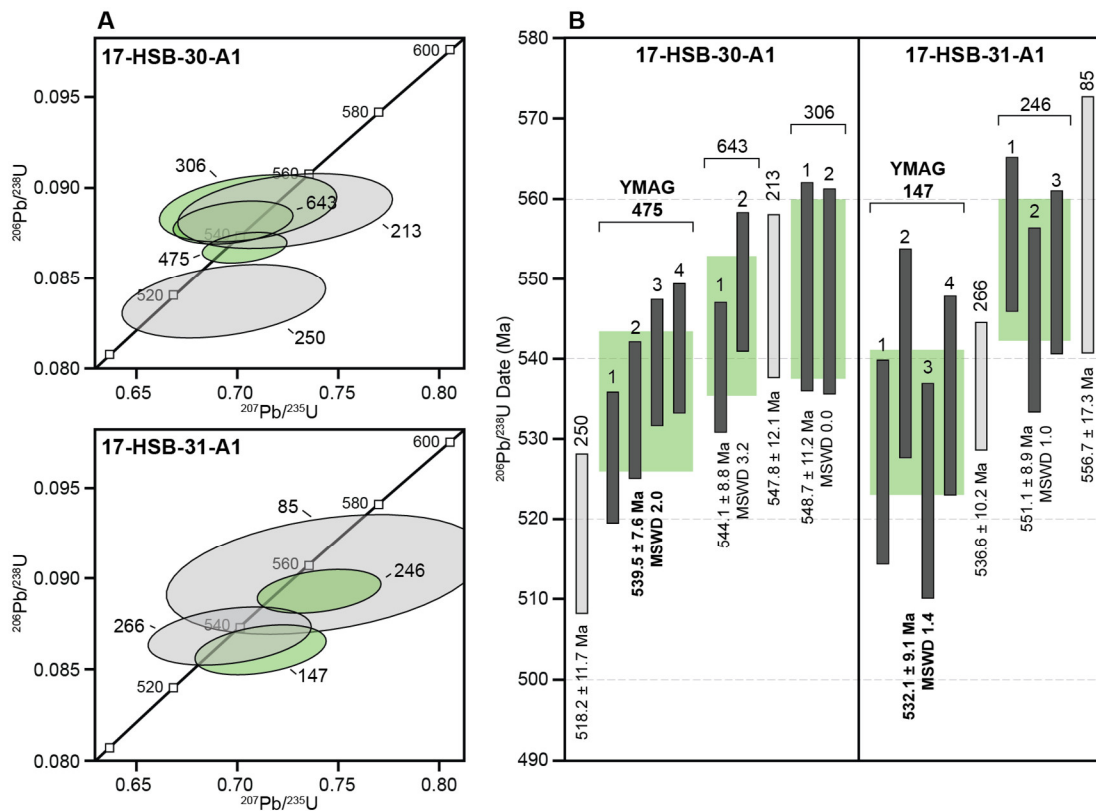 A
17-HSB-30-A1
0.095
0.090
0.085
0.080
206Pb/238U
600
580
560
540
520
306
643
475
213
250
0.65
0.70
0.75
0.80
207Pb/235U
17-HSB-31-A1
0.095
0.090
0.085
0.080
206Pb/238U
600
580
560
540
520
85
246
266
147
0.65
0.70
0.75
0.80
207Pb/235U
B
580
570
560
550
540
530
520
510
500
490
206Pb/238U Date (Ma)
17-HSB-30-A1
250
518.2 ± 11.7 Ma
YMAG
475
1
2
3
4
539.5 ± 7.6 Ma
MSWD 2.0
643
1
2
544.1 ± 8.8 Ma
MSWD 3.2
213
547.8 ± 12.1 Ma
306
1
2
548.7 ± 11.2 Ma
MSWD 0.0
17-HSB-31-A1
YMAG
147
1
2
3
4
532.1 ± 9.1 Ma
MSWD 1.4
266
536.6 ± 10.2 Ma
246
1
2
3
551.1 ± 8.9 Ma
MSWD 1.0
85
556.7 ± 17.3 Ma